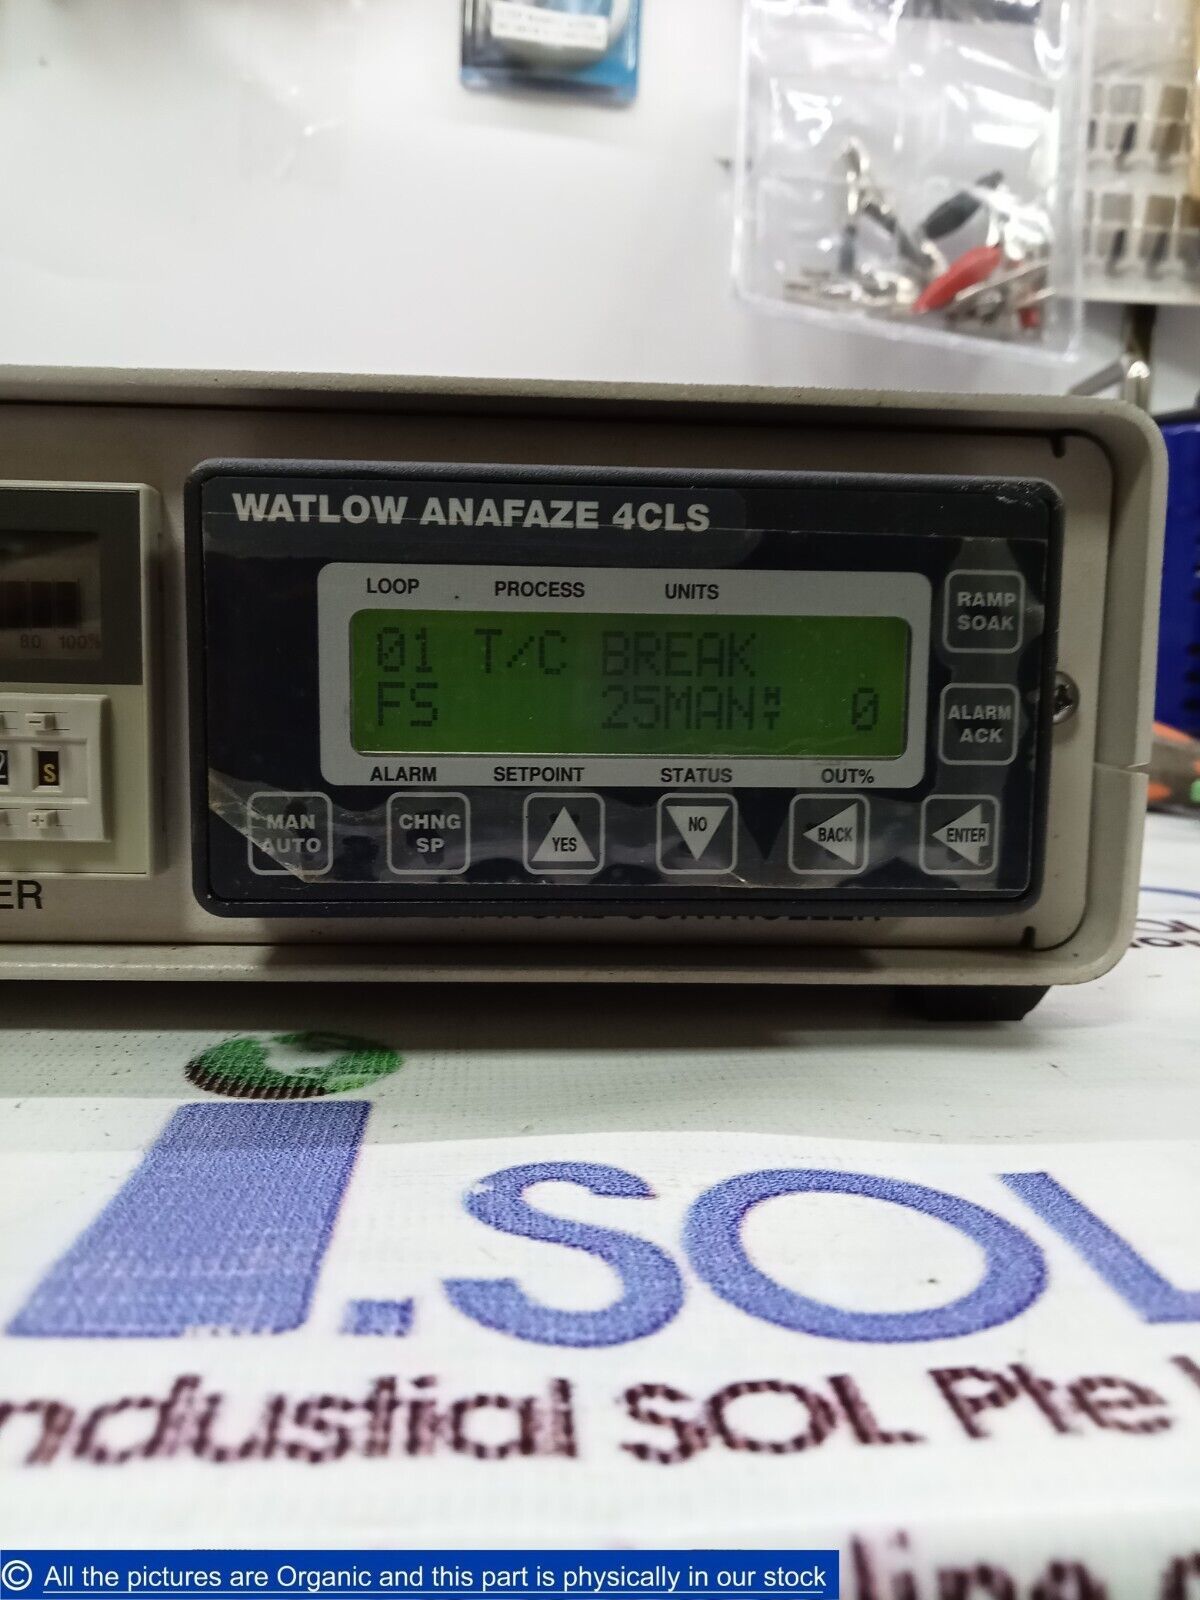 WATLOW ANAFAZE 4CLS
LOOP PROCESS UNITS
RAMP SOAK
01 T/C BREAK
FS 25MAN 0
ALARM ACK
ALARM SETPOINT STATUS OUT%
80 100%
2 S
MAN AUTO
CHNG SP
YES
NO
BACK
ENTER
ER
CONTROLLER
i.SOL
ndustial SOL Pte
© All the pictures are Organic and this part is physically in our stock